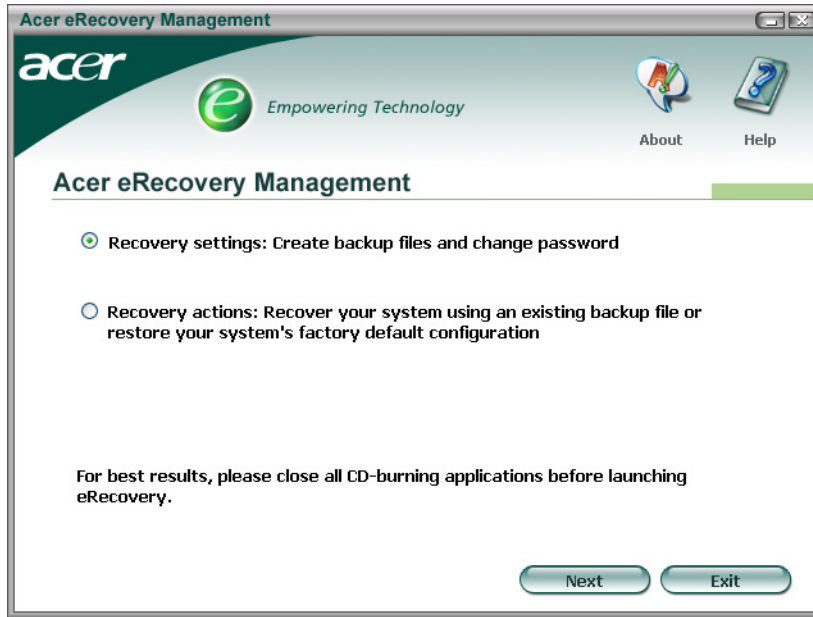 Acer eRecovery Management
acer
e Empowering Technology
About
Help
Acer eRecovery Management
Recovery settings: Create backup files and change password
Recovery actions: Recover your system using an existing backup file or
restore your system's factory default configuration
For best results, please close all CD-burning applications before launching
eRecovery.
Next
Exit